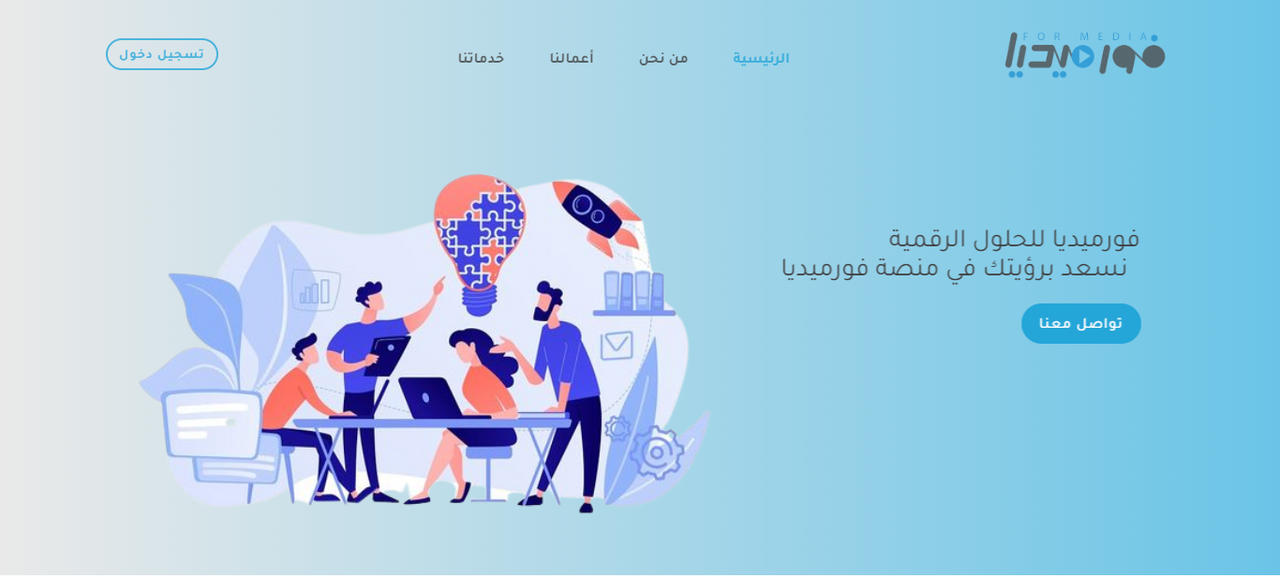 FOR MEDIA
فورميديا
الرئيسية
من نحن
أعمالنا
خدماتنا
تسجيل دخول
فورميديا للحلول الرقمية
نسعد برؤيتك في منصة فورميديا
تواصل معنا